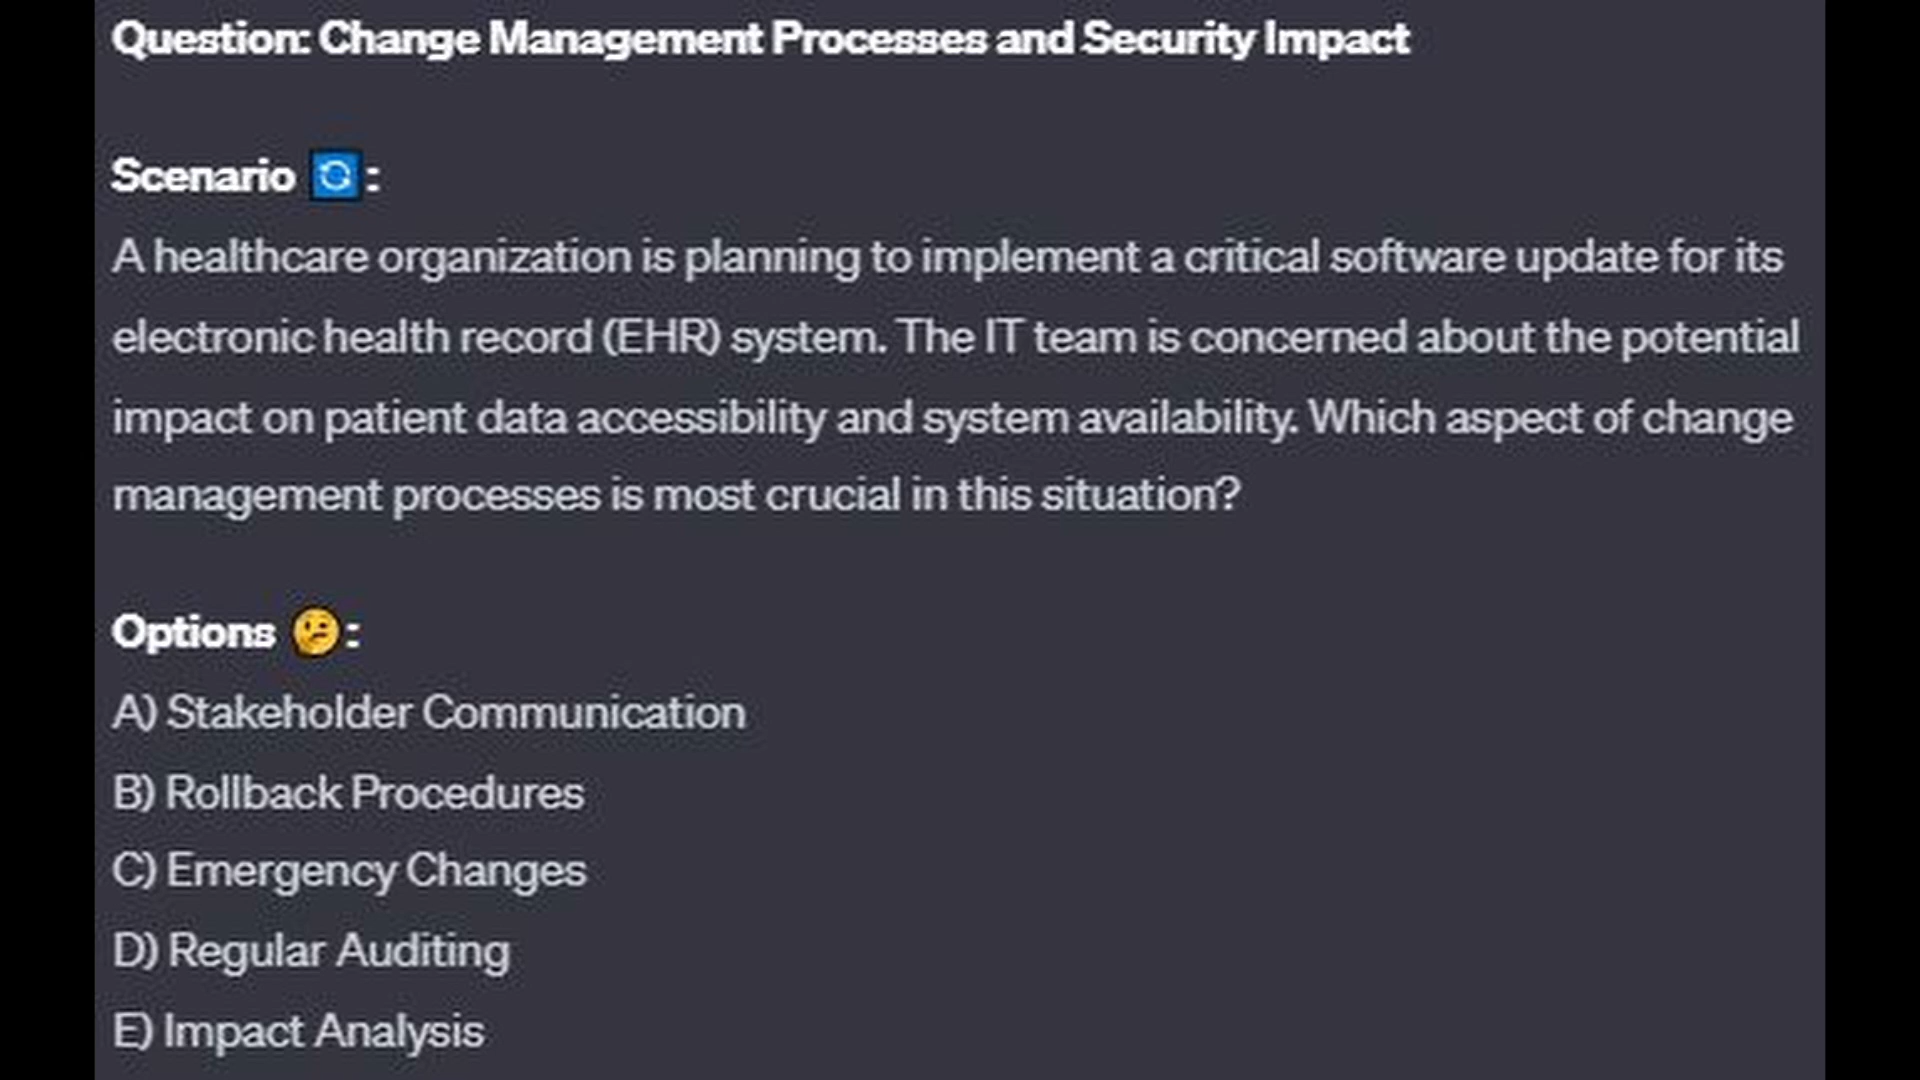 Question: Change Management Processes and Security Impact
Scenario 🔄:
A healthcare organization is planning to implement a critical software update for its
electronic health record (EHR) system. The IT team is concerned about the potential
impact on patient data accessibility and system availability. Which aspect of change
management processes is most crucial in this situation?
Options 🤔:
A) Stakeholder Communication
B) Rollback Procedures
C) Emergency Changes
D) Regular Auditing
E) Impact Analysis